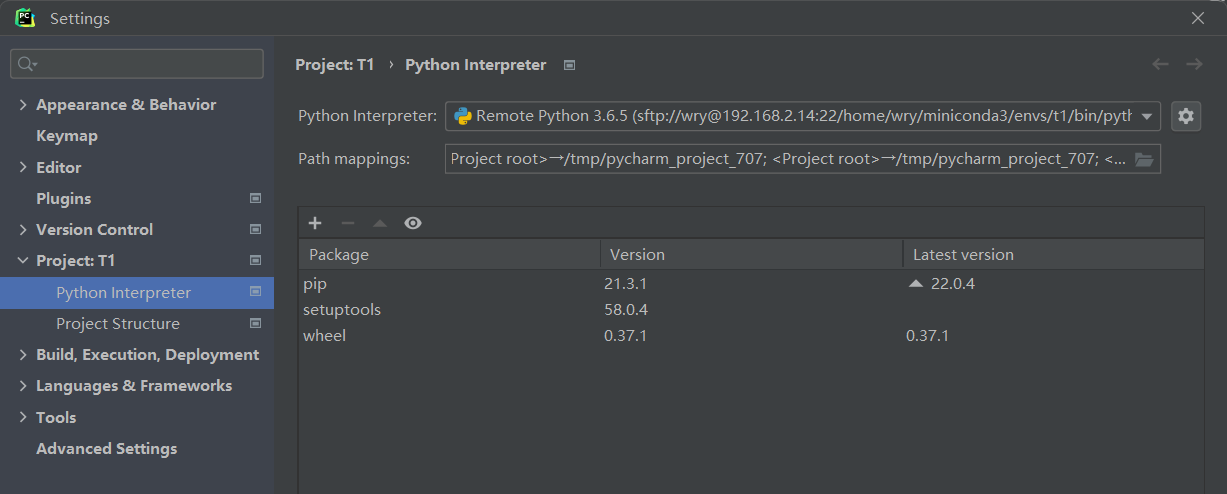 Settings
Project: T1 › Python Interpreter
Appearance & Behavior
Keymap
Editor
Plugins
Version Control
Project: T1
Python Interpreter
Project Structure
Build, Execution, Deployment
Languages & Frameworks
Tools
Advanced Settings
Python Interpreter: Remote Python 3.6.5 (sftp://wry@192.168.2.14:22/home/wry/miniconda3/envs/t1/bin/pyth
Path mappings: Project root>→/tmp/pycharm_project_707; <Project root>→/tmp/pycharm_project_707; <...
Package Version Latest version
pip 21.3.1 22.0.4
setuptools 58.0.4
wheel 0.37.1 0.37.1